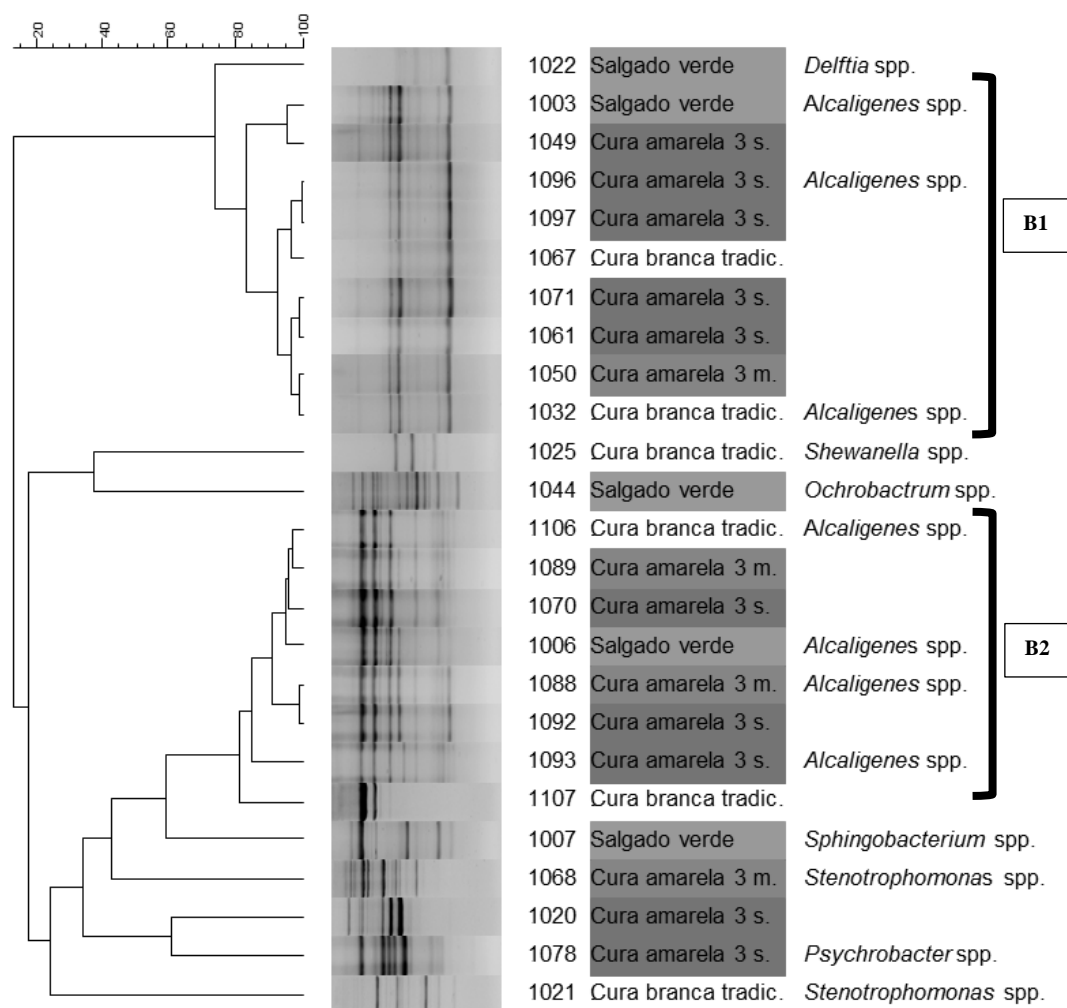 20 40 60 80 100
1022 Salgado verde Delftia spp.
1003 Salgado verde Alcaligenes spp.
1049 Cura amarela 3 s.
1096 Cura amarela 3 s. Alcaligenes spp.
1097 Cura amarela 3 s.
B1
1067 Cura branca tradic.
1071 Cura amarela 3 s.
1061 Cura amarela 3 s.
1050 Cura amarela 3 m.
1032 Cura branca tradic. Alcaligenes spp.
1025 Cura branca tradic. Shewanella spp.
1044 Salgado verde Ochrobactrum spp.
1106 Cura branca tradic. Alcaligenes spp.
1089 Cura amarela 3 m.
1070 Cura amarela 3 s.
1006 Salgado verde Alcaligenes spp.
B2
1088 Cura amarela 3 m. Alcaligenes spp.
1092 Cura amarela 3 s.
1093 Cura amarela 3 s. Alcaligenes spp.
1107 Cura branca tradic.
1007 Salgado verde Sphingobacterium spp.
1068 Cura amarela 3 m. Stenotrophomonas spp.
1020 Cura amarela 3 s.
1078 Cura amarela 3 s. Psychrobacter spp.
1021 Cura branca tradic. Stenotrophomonas spp.